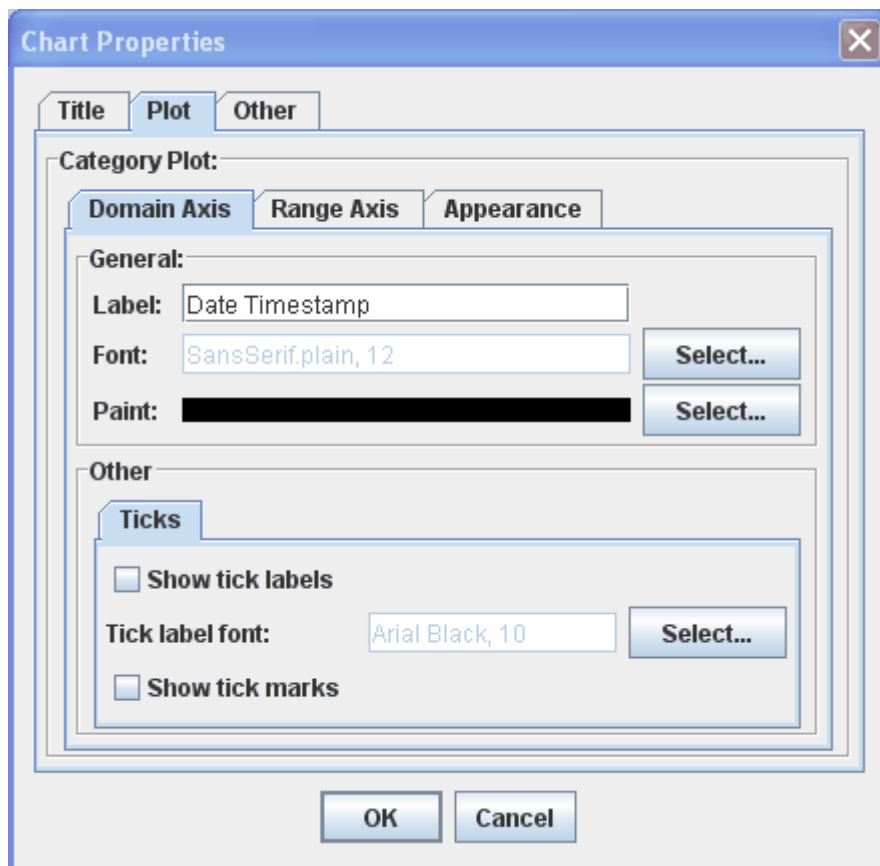 Chart Properties
Title Plot Other
Category Plot:
Domain Axis Range Axis Appearance
General:
Label: Date Timestamp
Font: SansSerif.plain, 12 Select...
Paint: Select...
Other
Ticks
Show tick labels
Tick label font: Arial Black, 10 Select...
Show tick marks
OK Cancel